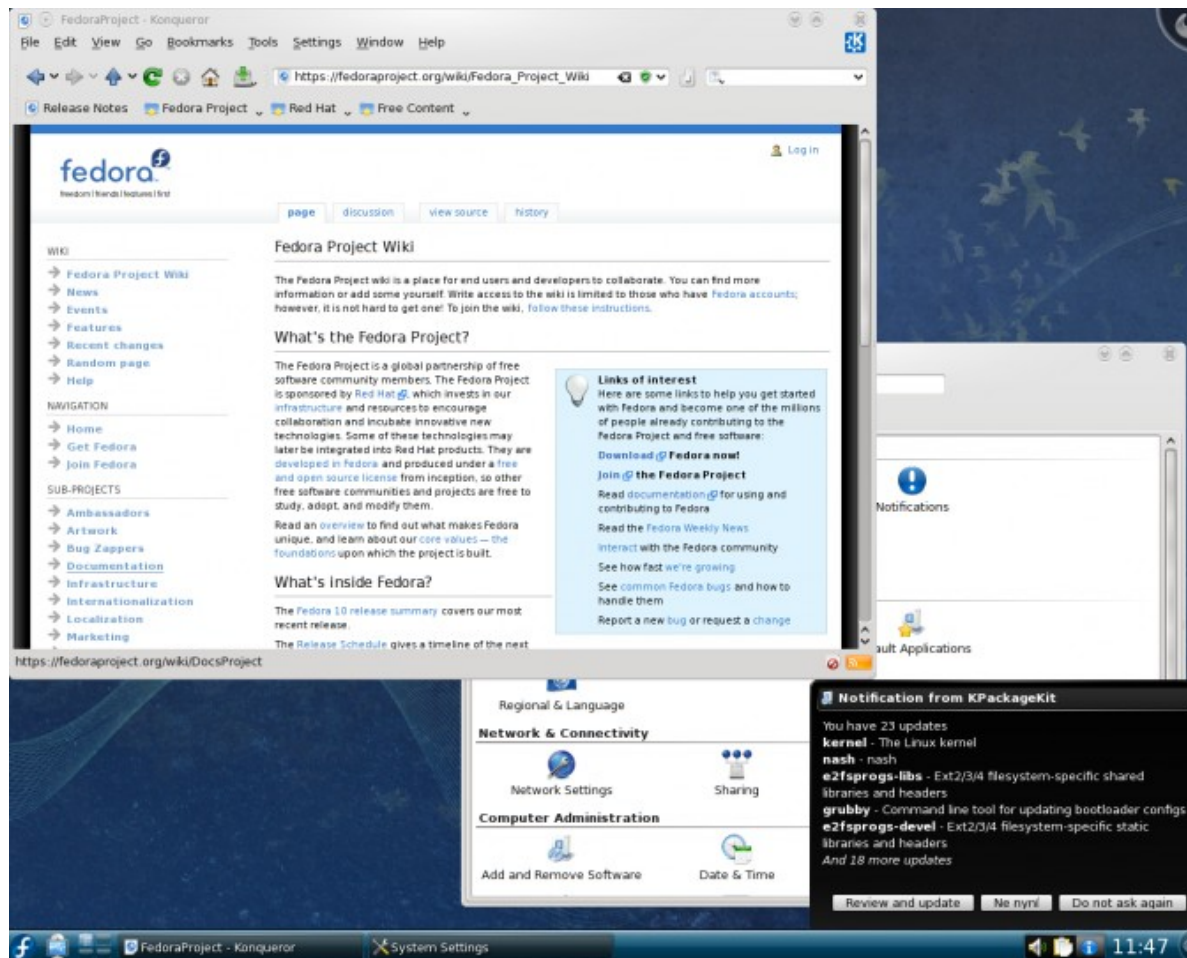 FedoraProject - Konqueror
File Edit View Go Bookmarks Tools Settings Window Help
https://fedoraproject.org/wiki/Fedora_Project_Wiki
Release Notes Fedora Project Red Hat Free Content
fedora
freedom | friends | features | first
Log in
page discussion view source history
WIKI
Fedora Project Wiki
News
Events
Features
Recent changes
Random page
Help
NAVIGATION
Home
Get Fedora
Join Fedora
SUB-PROJECTS
Ambassadors
Artwork
Bug Zappers
Documentation
Infrastructure
Internationalization
Localization
Marketing
Fedora Project Wiki
The Fedora Project wiki is a place for end users and developers to collaborate. You can find more
information or add some yourself. Write access to the wiki is limited to those who have Fedora accounts;
however, it is not hard to get one! To join the wiki, follow these instructions.
What's the Fedora Project?
The Fedora Project is a global partnership of free
software community members. The Fedora Project
is sponsored by Red Hat, which invests in our
infrastructure and resources to encourage
collaboration and incubate innovative new
technologies. Some of these technologies may
later be integrated into Red Hat products. They are
developed in Fedora and produced under a free
and open source license from inception, so other
free software communities and projects are free to
study, adopt, and modify them.
Read an overview to find out what makes Fedora
unique, and learn about our core values — the
foundations upon which the project is built.
What's inside Fedora?
The Fedora 10 release summary covers our most
recent release.
The Release Schedule gives a timeline of the next
Links of interest
Here are some links to help you get started
with Fedora and become one of the millions
of people already contributing to the
Fedora Project and free software:
Download Fedora now!
Join the Fedora Project
Read documentation for using and
contributing to Fedora
Read the Fedora Weekly News
Interact with the Fedora community
See how fast we're growing
See common Fedora bugs and how to
handle them
Report a new bug or request a change
https://fedoraproject.org/wiki/DocsProject
Notifications
ault Applications
Regional & Language
Network & Connectivity
Network Settings Sharing
Computer Administration
Add and Remove Software Date & Time
Notification from KPackageKit
You have 23 updates
kernel - The Linux kernel
nash - nash
e2fsprogs-libs - Ext2/3/4 filesystem-specific shared
libraries and headers
grubby - Command line tool for updating bootloader configs
e2fsprogs-devel - Ext2/3/4 filesystem-specific static
libraries and headers
And 18 more updates
Review and update Ne nyní Do not ask again
FedoraProject - Konqueror System Settings 11:47